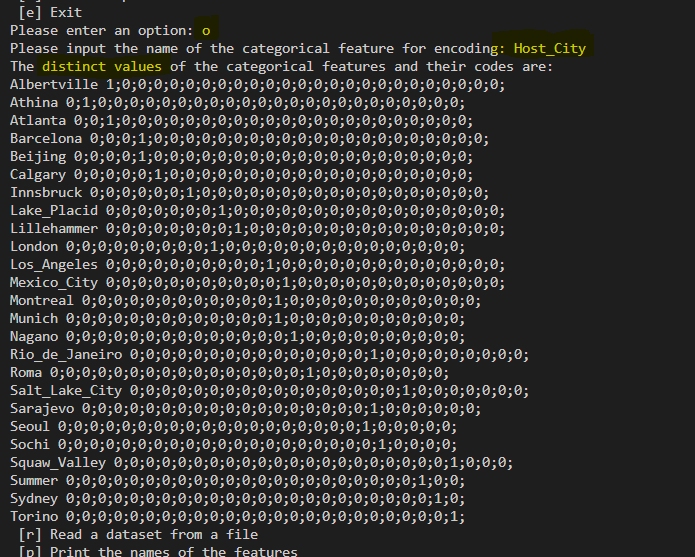 [e] Exit
Please enter an option: o
Please input the name of the categorical feature for encoding: Host_City
The distinct values of the categorical features and their codes are:
Albertville 1;0;0;0;0;0;0;0;0;0;0;0;0;0;0;0;0;0;0;0;0;0;0;0;0;
Athina 0;1;0;0;0;0;0;0;0;0;0;0;0;0;0;0;0;0;0;0;0;0;0;0;0;
Atlanta 0;0;1;0;0;0;0;0;0;0;0;0;0;0;0;0;0;0;0;0;0;0;0;0;0;
Barcelona 0;0;0;1;0;0;0;0;0;0;0;0;0;0;0;0;0;0;0;0;0;0;0;0;0;
Beijing 0;0;0;0;1;0;0;0;0;0;0;0;0;0;0;0;0;0;0;0;0;0;0;0;0;
Calgary 0;0;0;0;0;1;0;0;0;0;0;0;0;0;0;0;0;0;0;0;0;0;0;0;0;
Innsbruck 0;0;0;0;0;0;1;0;0;0;0;0;0;0;0;0;0;0;0;0;0;0;0;0;0;
Lake_Placid 0;0;0;0;0;0;0;1;0;0;0;0;0;0;0;0;0;0;0;0;0;0;0;0;0;
Lillehammer 0;0;0;0;0;0;0;0;1;0;0;0;0;0;0;0;0;0;0;0;0;0;0;0;0;
London 0;0;0;0;0;0;0;0;0;1;0;0;0;0;0;0;0;0;0;0;0;0;0;0;0;
Los_Angeles 0;0;0;0;0;0;0;0;0;0;1;0;0;0;0;0;0;0;0;0;0;0;0;0;0;
Mexico_City 0;0;0;0;0;0;0;0;0;0;0;1;0;0;0;0;0;0;0;0;0;0;0;0;0;
Montreal 0;0;0;0;0;0;0;0;0;0;0;0;1;0;0;0;0;0;0;0;0;0;0;0;0;
Munich 0;0;0;0;0;0;0;0;0;0;0;0;0;1;0;0;0;0;0;0;0;0;0;0;0;
Nagano 0;0;0;0;0;0;0;0;0;0;0;0;0;0;1;0;0;0;0;0;0;0;0;0;0;
Rio_de_Janeiro 0;0;0;0;0;0;0;0;0;0;0;0;0;0;0;1;0;0;0;0;0;0;0;0;0;
Roma 0;0;0;0;0;0;0;0;0;0;0;0;0;0;0;0;1;0;0;0;0;0;0;0;0;
Salt_Lake_City 0;0;0;0;0;0;0;0;0;0;0;0;0;0;0;0;0;1;0;0;0;0;0;0;0;
Sarajevo 0;0;0;0;0;0;0;0;0;0;0;0;0;0;0;0;0;0;1;0;0;0;0;0;0;
Seoul 0;0;0;0;0;0;0;0;0;0;0;0;0;0;0;0;0;0;0;1;0;0;0;0;0;
Sochi 0;0;0;0;0;0;0;0;0;0;0;0;0;0;0;0;0;0;0;0;1;0;0;0;0;
Squaw_Valley 0;0;0;0;0;0;0;0;0;0;0;0;0;0;0;0;0;0;0;0;0;1;0;0;0;
Summer 0;0;0;0;0;0;0;0;0;0;0;0;0;0;0;0;0;0;0;0;0;0;1;0;0;
Sydney 0;0;0;0;0;0;0;0;0;0;0;0;0;0;0;0;0;0;0;0;0;0;0;1;0;
Torino 0;0;0;0;0;0;0;0;0;0;0;0;0;0;0;0;0;0;0;0;0;0;0;0;1;
[r] Read a dataset from a file
[p] Print the names of the features